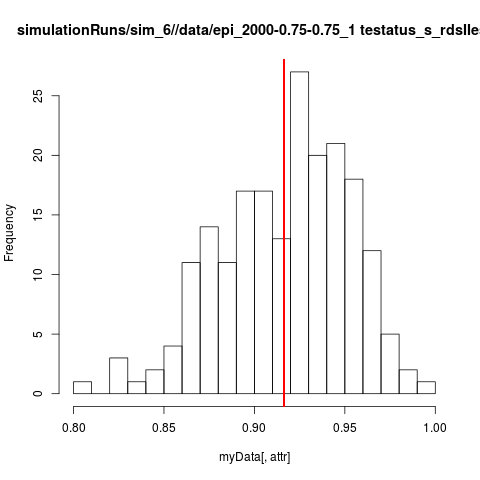 simulationRuns/sim_6//data/epi_2000-0.75-0.75_1 testatus_s_rdsIIe
Frequency
25
20
15
10
5
0
0.80 0.85 0.90 0.95 1.00
myData[, attr]